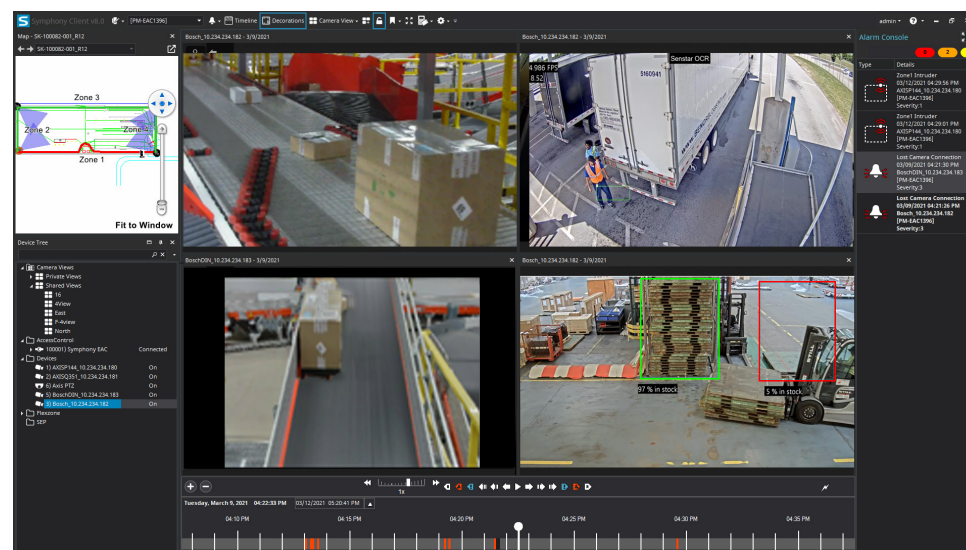 Symphony Client v8.0
[PM-EAC1396]
Timeline
Decorations
Camera View
admin
Map - SK-100082-001_R12
SK-100082-001_R12
Zone 3
Zone 2
Zone 4
Zone 1
Fit to Window
Device Tree
Camera Views
Private Views
Shared Views
16
4View
East
F-4view
North
AccessControl
100001) Symphony EAC Connected
Devices
1) AXISP144_10.234.234.180 On
2) AXISQ351_10.234.234.181 On
6) Axis PTZ On
5) BoschDIN_10.234.234.183 On
3) Bosch_10.234.234.182 On
Flexzone
SEP
Bosch_10.234.234.182 - 3/9/2021
Bosch_10.234.234.182 - 3/9/2021
4.986 FPS
8.52
Senstar OCR
5160941
BoschDIN_10.234.234.183 - 3/9/2021
Bosch_10.234.234.182 - 3/9/2021
97 % in stock
5 % in stock
STILL
1x
Tuesday, March 9, 2021 04:22:33 PM
03/12/2021 05:20:41 PM
04:10 PM
04:15 PM
04:20 PM
04:25 PM
04:30 PM
04:35 PM
Alarm Console
2
Type Details
Zone1 Intruder
03/12/2021 04:29:56 PM
AXISP144_10.234.234.180
[PM-EAC1396]
Severity:1
Zone1 Intruder
03/12/2021 04:29:01 PM
AXISP144_10.234.234.180
[PM-EAC1396]
Severity:1
Lost Camera Connection
03/09/2021 04:21:30 PM
BoschDIN_10.234.234.183
[PM-EAC1396]
Severity:3
Lost Camera Connection
03/09/2021 04:21:26 PM
Bosch_10.234.234.182
[PM-EAC1396]
Severity:3